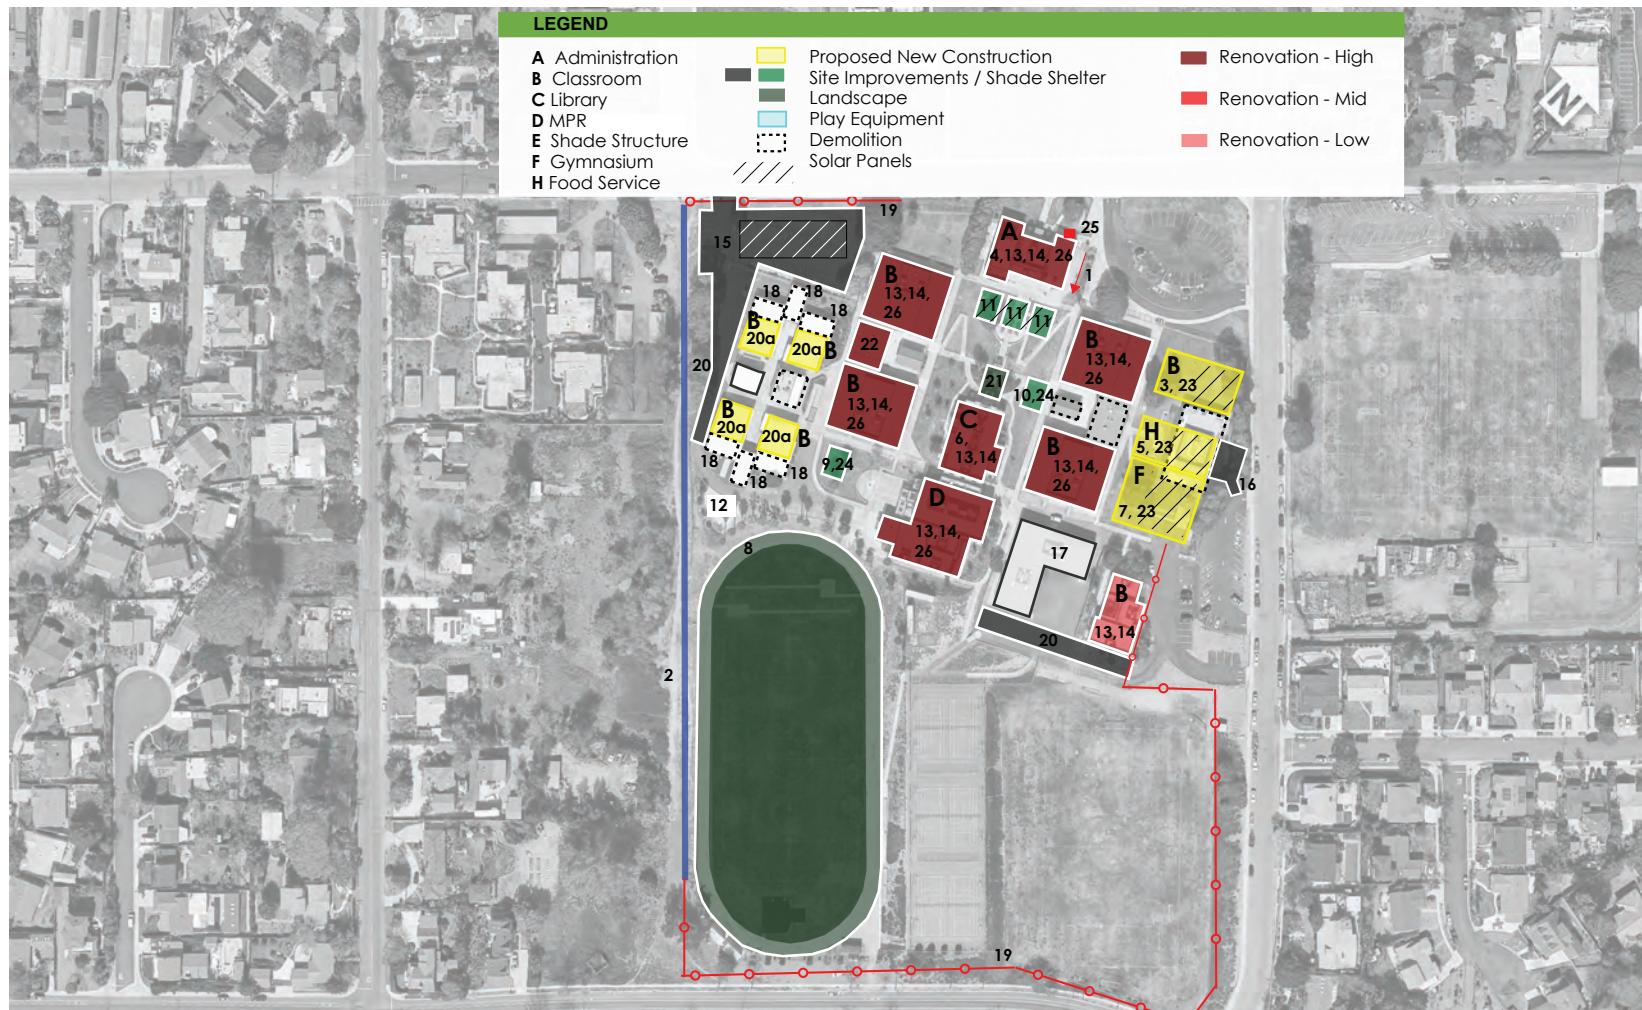 LEGEND
A Administration
B Classroom
C Library
D MPR
E Shade Structure
F Gymnasium
H Food Service
Proposed New Construction
Site Improvements / Shade Shelter
Landscape
Play Equipment
Demolition
Solar Panels
Renovation - High
Renovation - Mid
Renovation - Low
N
19
15
A
4,13,14, 26
25
1
B
13,14,
26
18
18
18
11
11
11
B
20a
20a
B
22
B
13,14,
26
B
3, 23
20
21
10,24
B
13,14,
26
B
20a
20a
B
C
6,
13,14
H
5, 23
18
18
18
9,24
B
13,14,
26
F
7, 23
16
12
D
13,14,
26
8
17
B
13,14
20
2
19